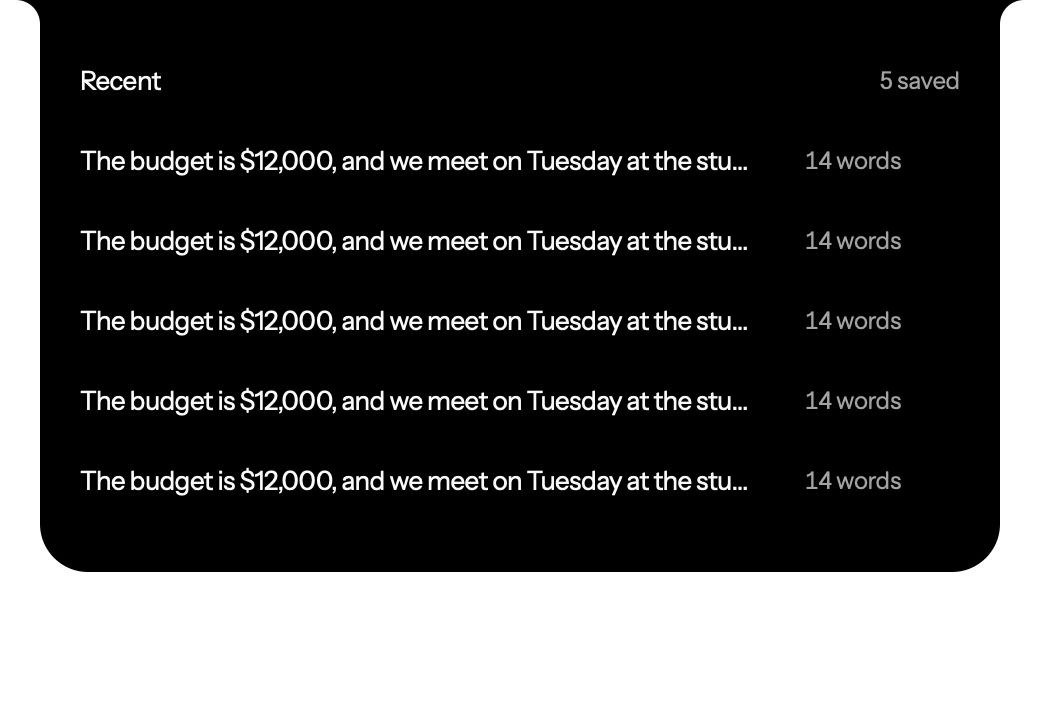 Recent 5 saved
The budget is $12,000, and we meet on Tuesday at the stu... 14 words
The budget is $12,000, and we meet on Tuesday at the stu... 14 words
The budget is $12,000, and we meet on Tuesday at the stu... 14 words
The budget is $12,000, and we meet on Tuesday at the stu... 14 words
The budget is $12,000, and we meet on Tuesday at the stu... 14 words